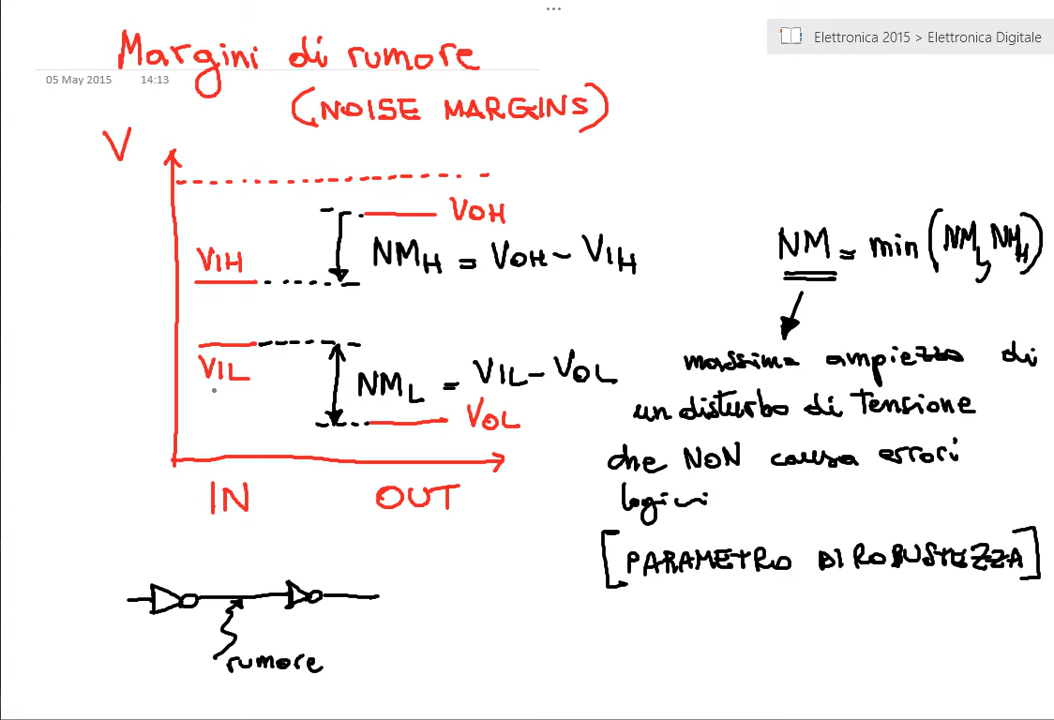 Elettronica 2015 > Elettronica Digitale
Margini di rumore
05 May 2015 14:13
(NOISE MARGINS)
V
VOH
VIH
NMH = VOH - VIH
VIL
NML = VIL - VOL
VOL
IN OUT
rumore
NM = min (NML, NMH)
massima ampiezza di
un disturbo di tensione
che NON causa errori
logici
[PARAMETRO DI ROBUSTEZZA]